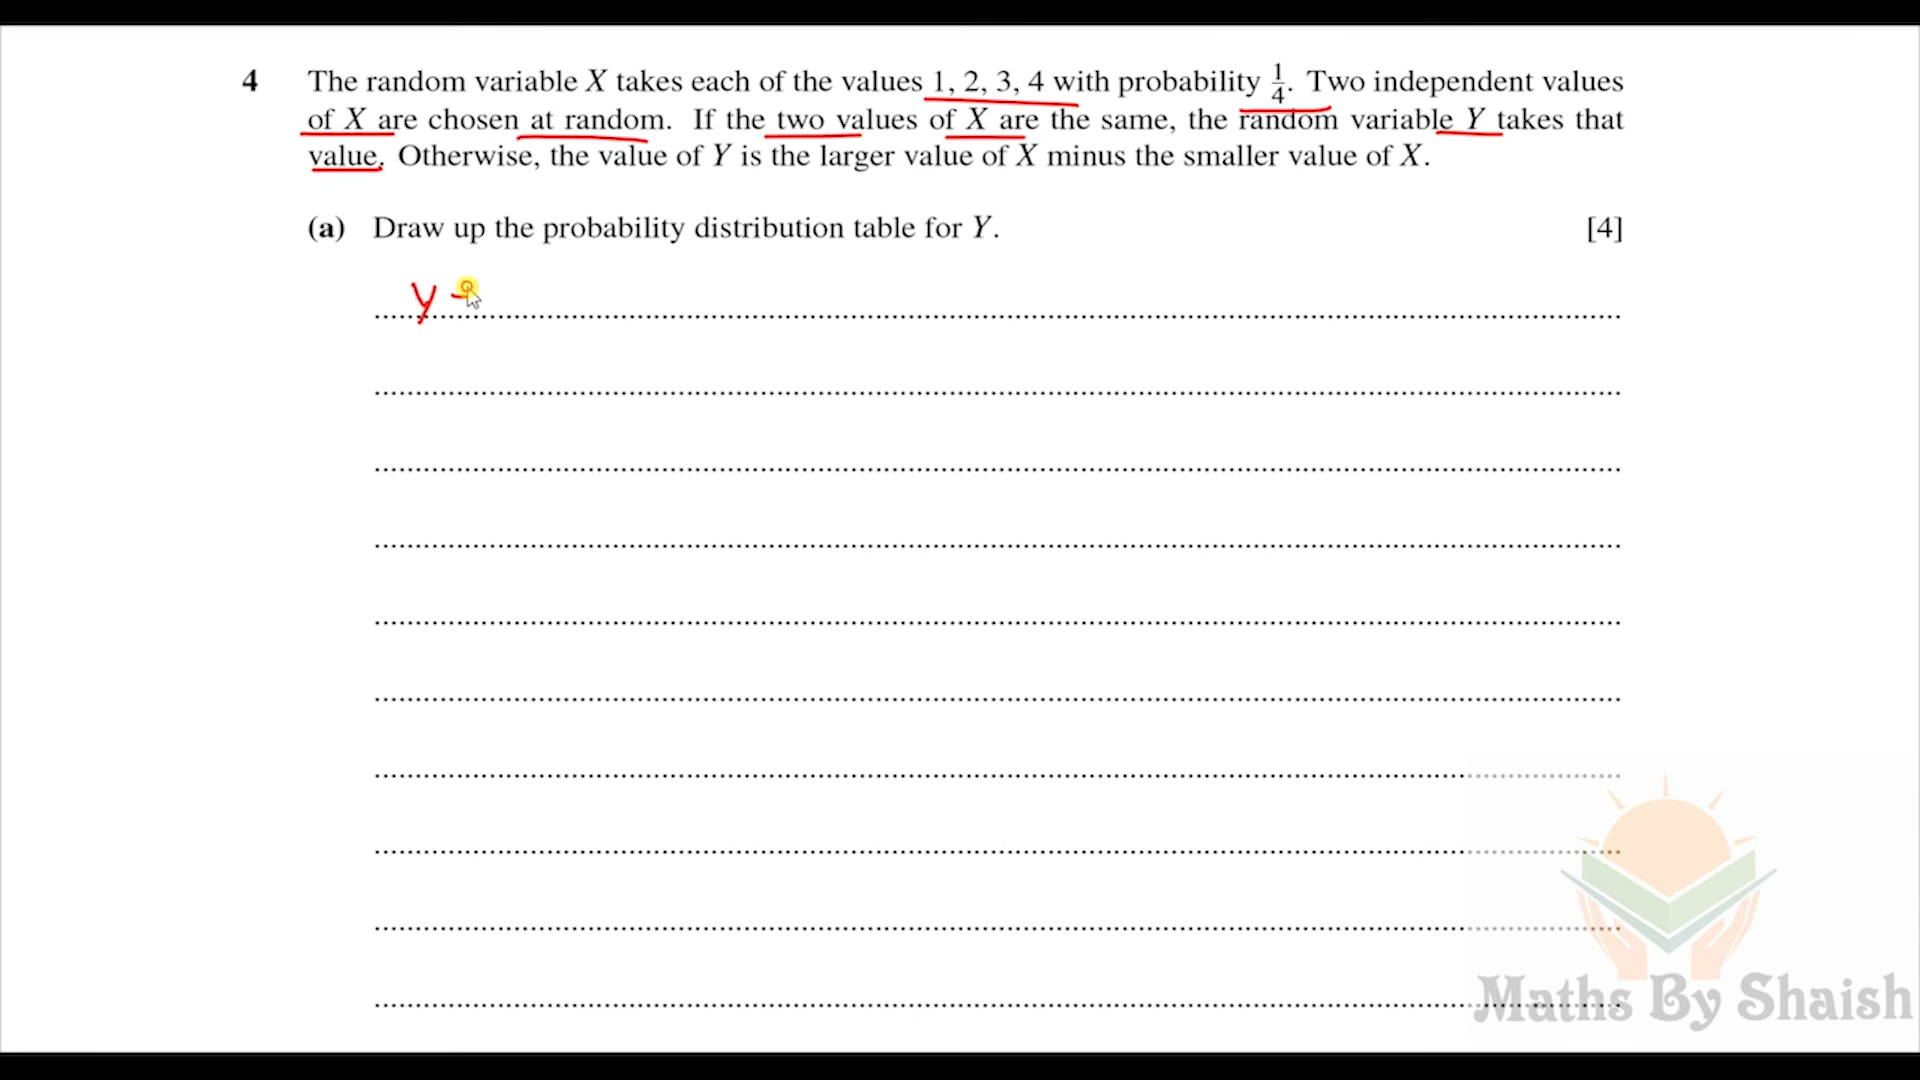 4 The random variable X takes each of the values 1, 2, 3, 4 with probability 1/4. Two independent values
of X are chosen at random. If the two values of X are the same, the random variable Y takes that
value. Otherwise, the value of Y is the larger value of X minus the smaller value of X.
(a) Draw up the probability distribution table for Y. [4]
y -
Maths By Shaish